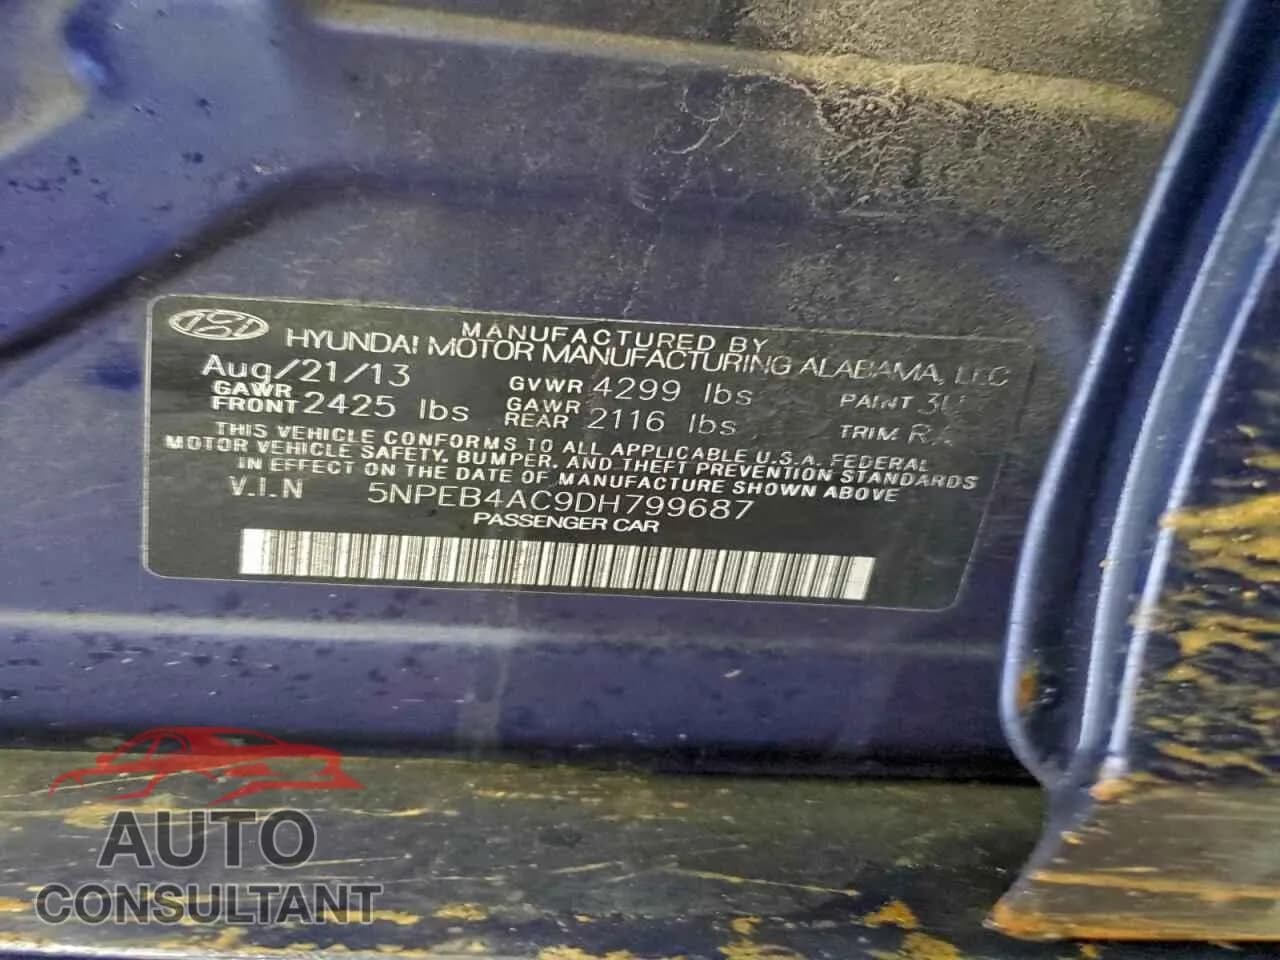 MANUFACTURED BY
HYUNDAI MOTOR MANUFACTURING ALABAMA, LLC
Aug/21/13 GVWR 4299 lbs PAINT
GAWR FRONT 2425 lbs GAWR REAR 2116 lbs TRIM
THIS VEHICLE CONFORMS TO ALL APPLICABLE U.S.A. FEDERAL
MOTOR VEHICLE SAFETY, BUMPER, AND THEFT PREVENTION STANDARDS
IN EFFECT ON THE DATE OF MANUFACTURE SHOWN ABOVE
V.I.N 5NPEB4AC9DH799687
PASSENGER CAR
AUTO
CONSULTANT